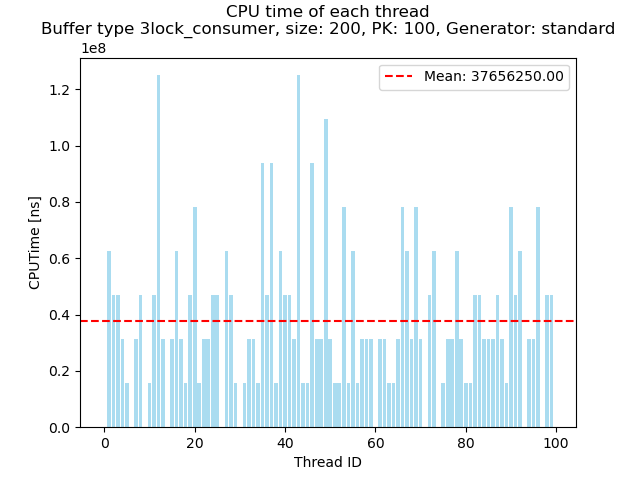 CPU time of each thread
Buffer type 3lock_consumer, size: 200, PK: 100, Generator: standard
1e8
Mean: 37656250.00
1.2
1.0
0.8
0.6
0.4
0.2
0.0
CPUTime [ns]
0 20 40 60 80 100
Thread ID